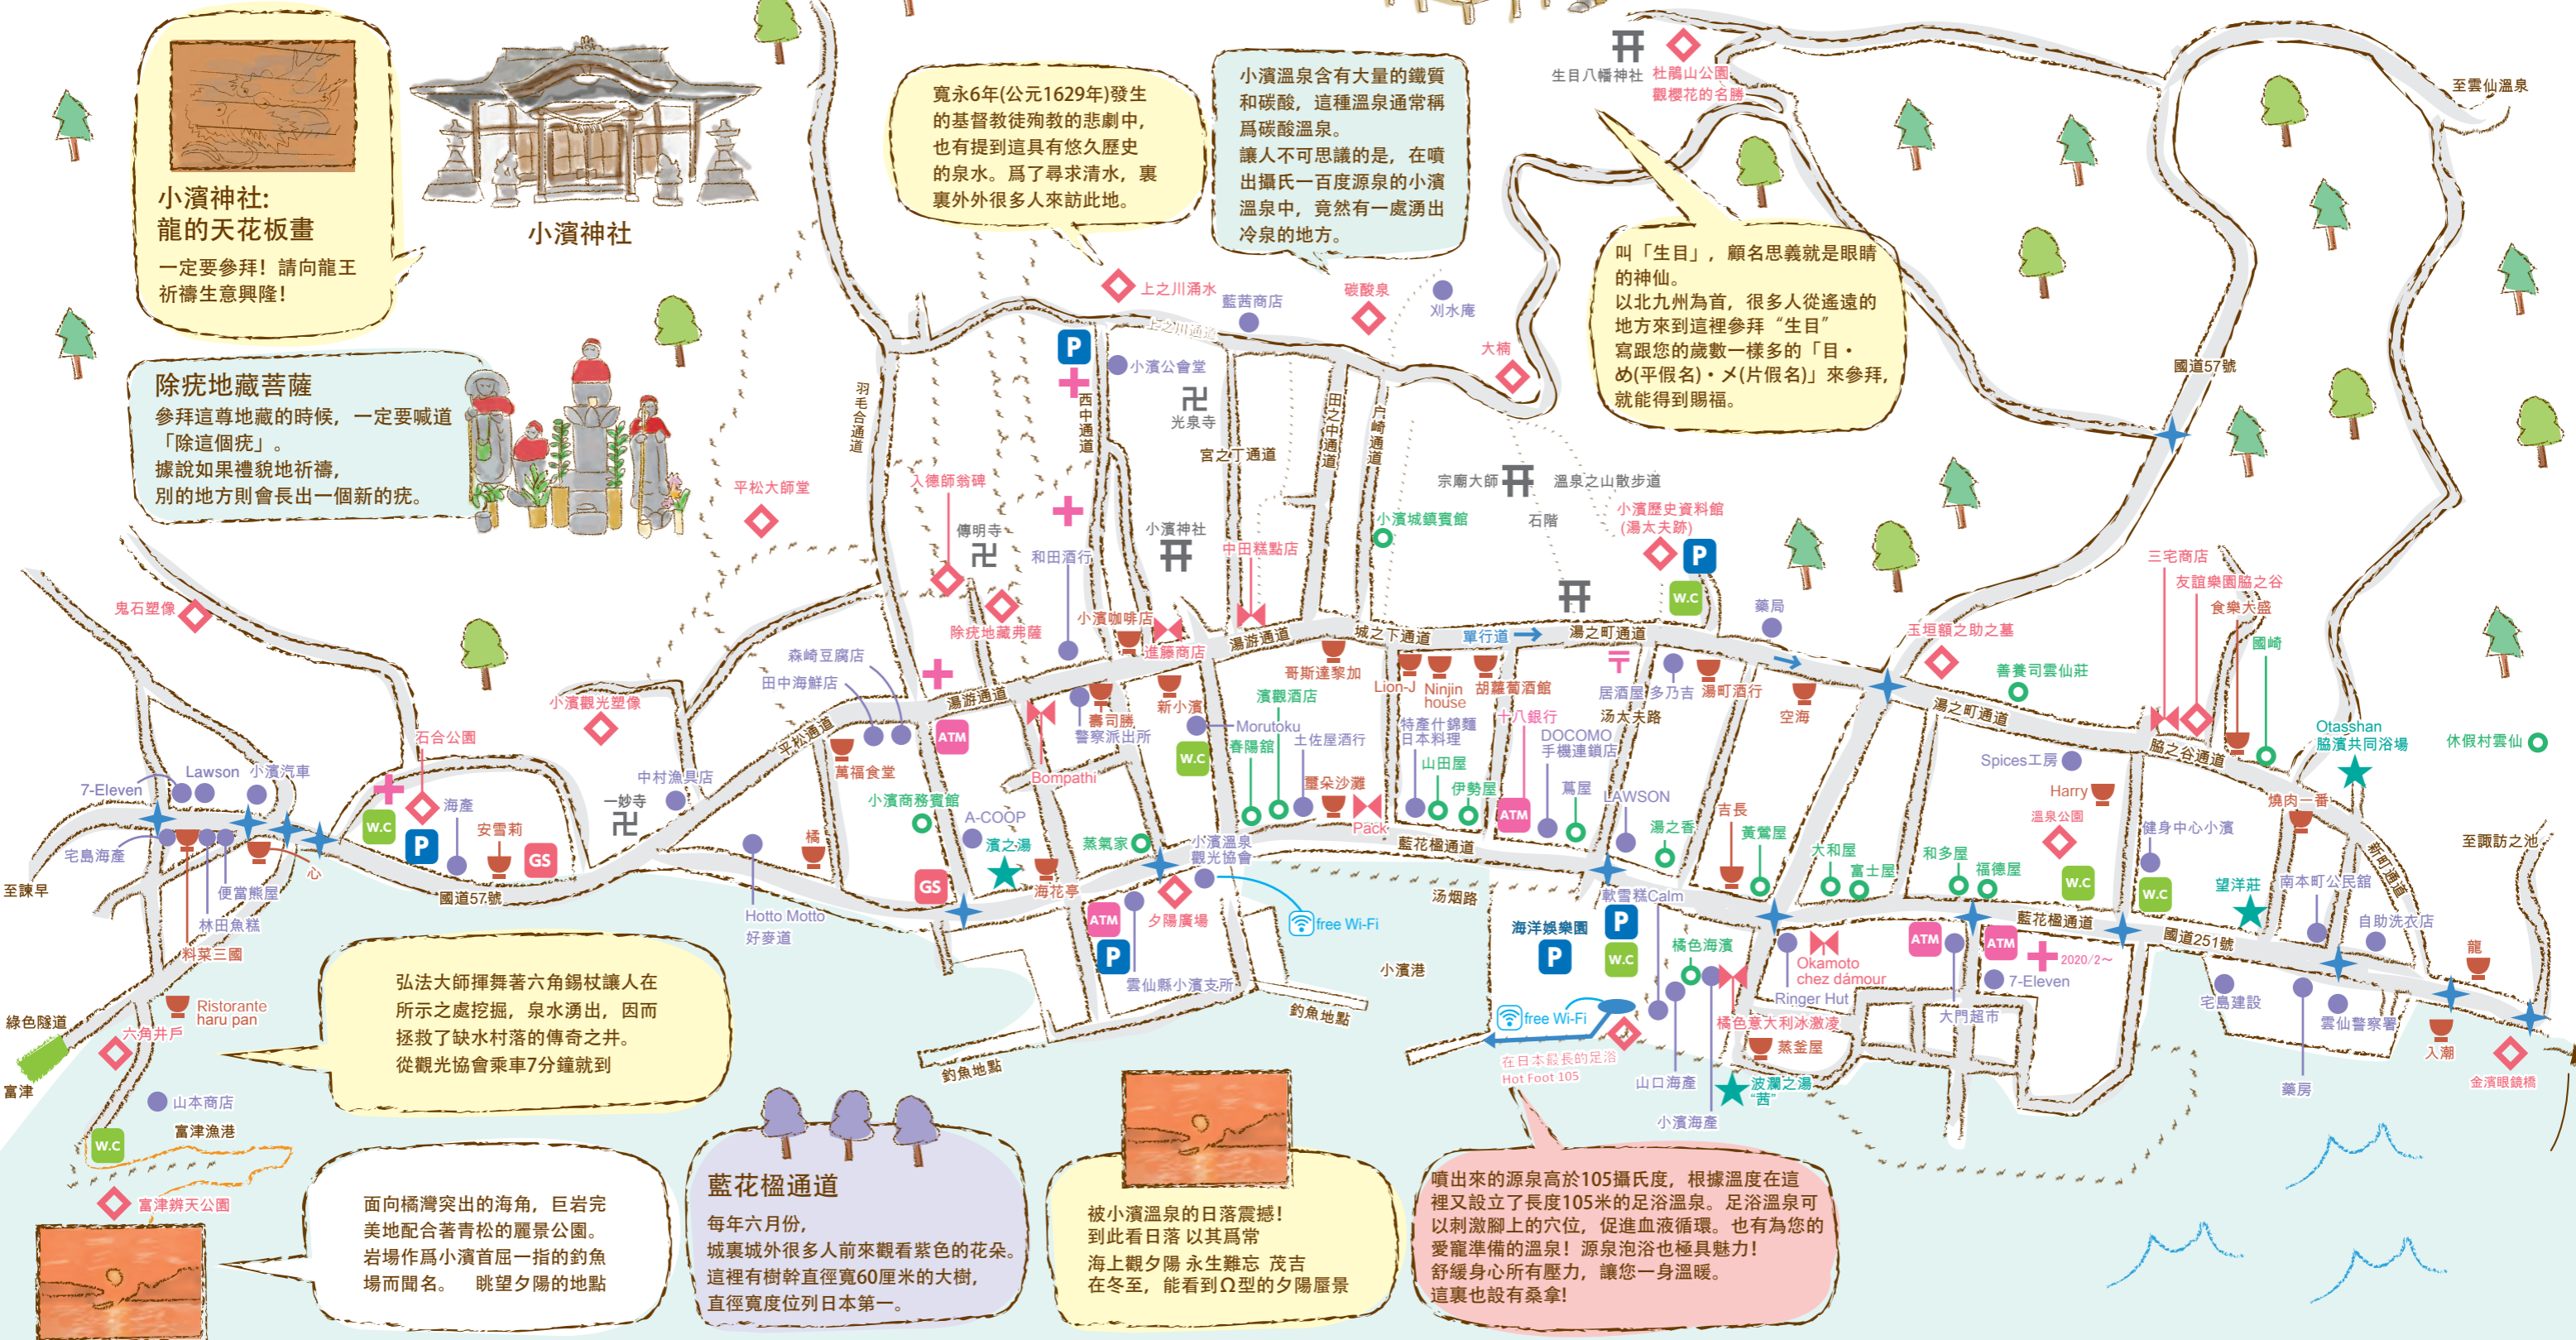 小濱神社:
龍的天花板畫
一定要參拜！請向龍王
祈禱生意興隆！
小濱神社
寬永6年(公元1629年)發生
的基督教徒殉教的悲劇中，
也有提到這具有悠久歷史
的泉水。爲了尋求清水，裏
裏外外很多人來訪此地。
小濱溫泉含有大量的鐵質
和碳酸，這種溫泉通常稱
爲碳酸溫泉。
讓人不可思議的是，在噴
出攝氏一百度源泉的小濱
溫泉中，竟然有一處湧出
冷泉的地方。
生目八幡神社
杜鵑山公園
觀櫻花的名勝
至雲仙溫泉
叫「生目」，顧名思義就是眼睛
的神仙。
以北九州為首，很多人從遙遠的
地方來到這裡參拜“生目”
寫跟您的歲數一樣多的「目・
め(平假名)・メ(片假名)」來參拜，
就能得到賜福。
除疣地藏菩薩
參拜這尊地藏的時候，一定要喊道
「除這個疣」。
據說如果禮貌地祈禱，
別的地方則會長出一個新的疣。
上之川涌水
藍茜商店
碳酸泉
刈水庵
上之川通道
大楠
國道57號
P
小濱公會堂
光泉寺
羽毛合通道
西中通道
宮之丁通道
田之中通道
户崎通道
宗廟大師
溫泉之山散步道
石階
小濱歷史資料館
(湯太夫跡)
P
W.C
平松大師堂
入德師翁碑
傳明寺
和田酒行
小濱神社
中田糕點店
小濱城鎮賓館
除疣地藏弗薩
小濱咖啡店
進藤商店
湯游通道
城之下通道
單行道
湯之町通道
藥局
玉垣額之助之墓
善養司雲仙莊
三宅商店
友誼樂園脇之谷
食樂大盛
國崎
鬼石塑像
小濱觀光塑像
石合公園
森崎豆腐店
田中海鮮店
平松通道
湯游通道
萬福食堂
ATM
壽司勝
警察派出所
新小濱
Morutoku
W.C
Bompathi
哥斯達黎加
濱觀酒店
春陽舘
土佐屋酒行
璽朵沙灘
Pack
Lion-J
Ninjin
house
胡蘿蔔酒館
特產什錦麵
日本料理
山田屋
伊勢屋
十八銀行
ATM
DOCOMO
手機連鎖店
蔦屋
居酒屋
多乃吉
湯町酒行
汤太夫路
LAWSON
湯之香
空海
吉長
黃鶯屋
湯之町通道
脇之谷通道
Otasshan
脇濱共同浴場
休假村雲仙
Spices工房
Harry
溫泉公園
W.C
健身中心小濱
W.C
燒肉一番
新町通道
至諏訪之池
7-Eleven
Lawson
小濱汽車
宅島海產
至諫早
便當熊屋
林田魚糕
料菜三國
心
W.C
P
海產
安雪莉
GS
國道57號
中村漁具店
一妙寺
Hotto Motto
好麥道
橘
小濱商務賓館
GS
A-COOP
濱之湯
海花亭
蒸氣家
小濱溫泉
觀光協會
夕陽廣場
ATM
P
雲仙縣小濱支所
free Wi-Fi
藍花楹通道
汤烟路
小濱港
釣魚地點
釣魚地點
海洋娛樂園
P
P
W.C
軟雪糕Calm
橘色海濱
大和屋
富士屋
和多屋
福德屋
藍花楹通道
國道251號
望洋莊
南本町公民舘
自助洗衣店
龍
Okamoto
chez dámour
Ringer Hut
ATM
ATM
2020/2～
7-Eleven
大門超市
宅島建設
藥房
雲仙警察署
入潮
金濱眼鏡橋
free Wi-Fi
在日本最長的足浴
Hot Foot 105
山口海產
小濱海產
橘色意大利冰激凌
蒸釜屋
波瀾之湯
“茜”
綠色隧道
富津
Ristorante
haru pan
六角井戶
山本商店
富津漁港
W.C
富津辨天公園
弘法大師揮舞著六角錫杖讓人在
所示之處挖掘，泉水湧出，因而
拯救了缺水村落的傳奇之井。
從觀光協會乘車7分鐘就到
面向橘灣突出的海角，巨岩完
美地配合著青松的麗景公園。
岩場作爲小濱首屈一指的釣魚
場而聞名。　眺望夕陽的地點
藍花楹通道
每年六月份，
城裏城外很多人前來觀看紫色的花朵。
這裡有樹幹直徑寬60厘米的大樹，
直徑寬度位列日本第一。
被小濱溫泉的日落震撼！
到此看日落 以其爲常
海上觀夕陽 永生難忘 茂吉
在冬至，能看到Ω型的夕陽蜃景
噴出來的源泉高於105攝氏度，根據溫度在這
裡又設立了長度105米的足浴溫泉。足浴溫泉可
以刺激腳上的穴位，促進血液循環。也有為您的
愛寵準備的溫泉！源泉泡浴也極具魅力！
舒緩身心所有壓力，讓您一身溫暖。
這裏也設有桑拿！